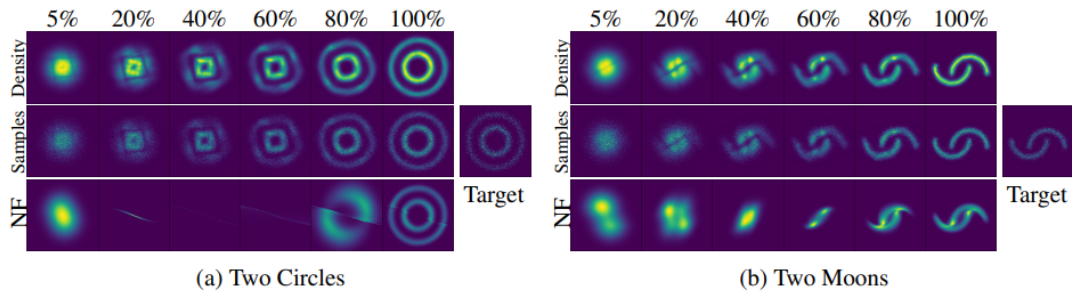 5% 20% 40% 60% 80% 100%
Density
Samples
NF
Target
(a) Two Circles
5% 20% 40% 60% 80% 100%
Density
Samples
NF
Target
(b) Two Moons